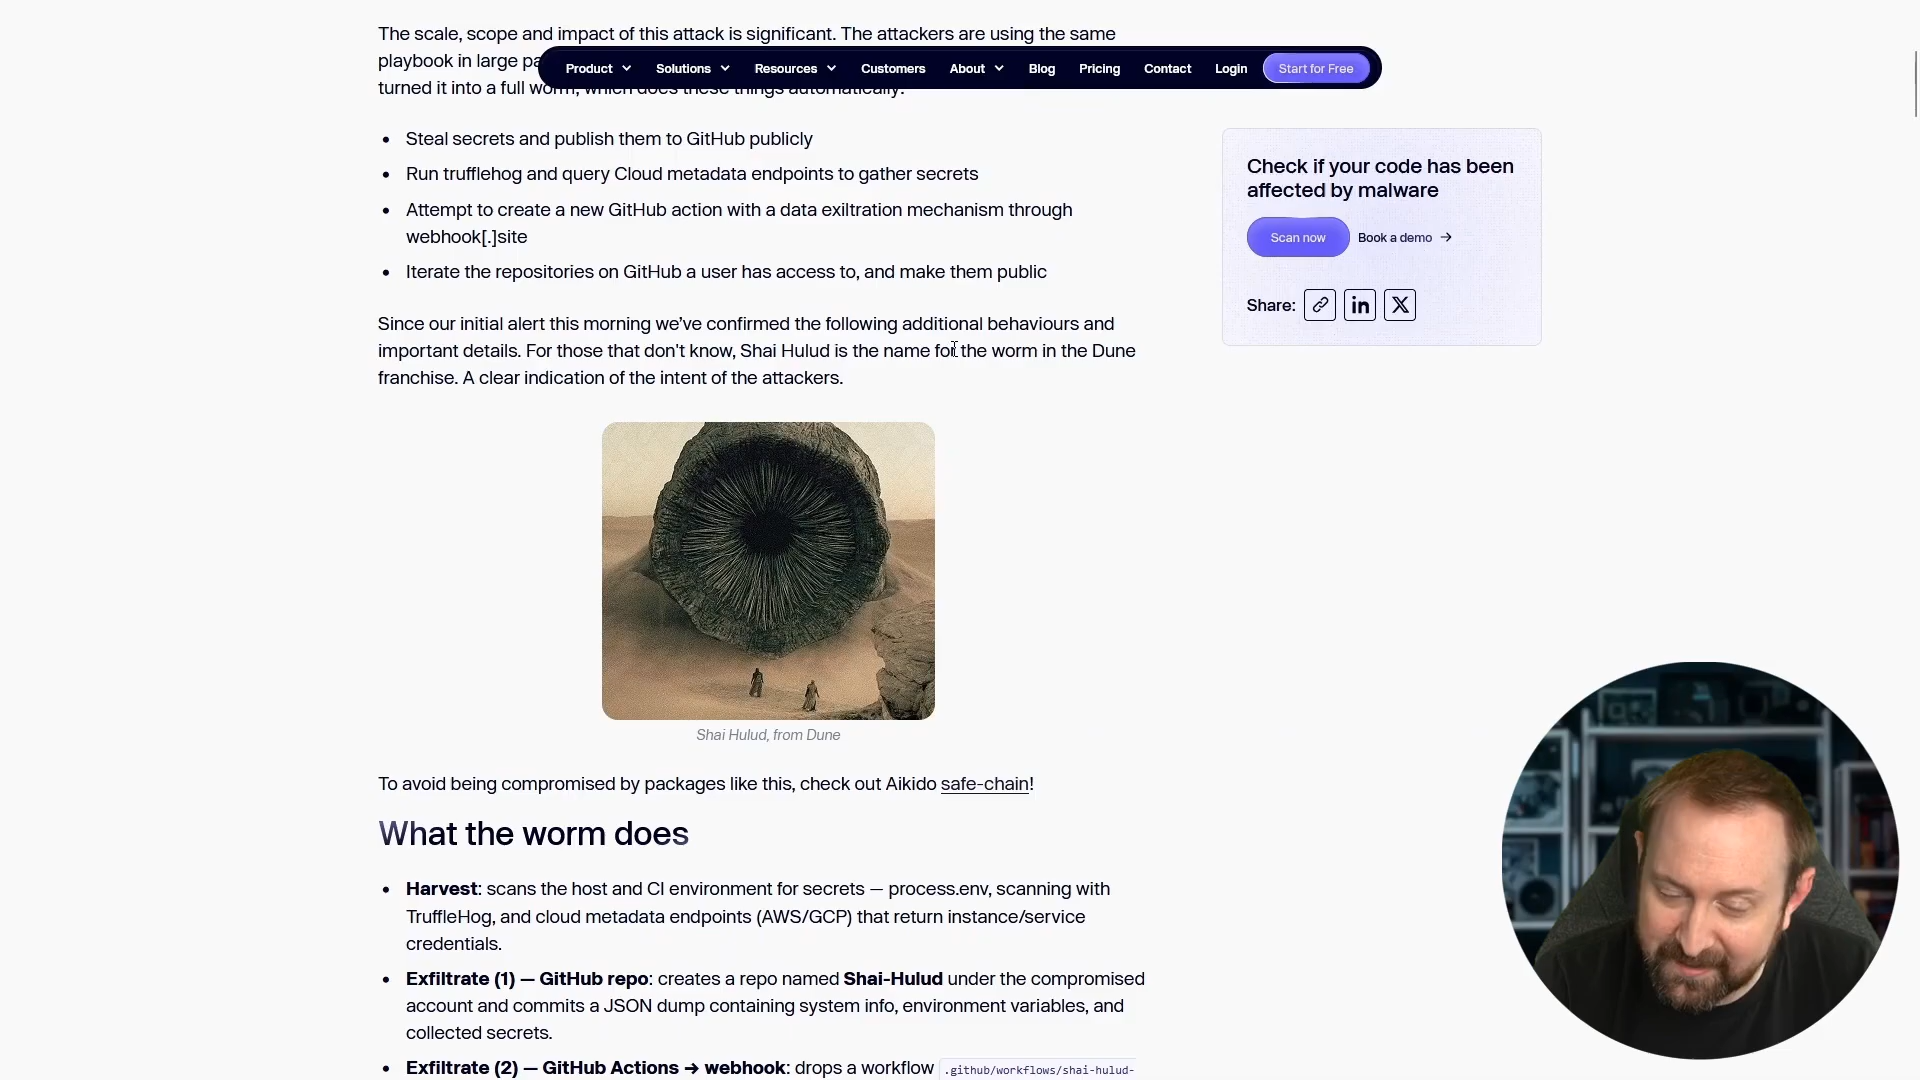 The scale, scope and impact of this attack is significant. The attackers are using the same
playbook in large pa
Product Solutions Resources Customers About Blog Pricing Contact Login Start for Free
turned it into a full worm, which does these things automatically:
• Steal secrets and publish them to GitHub publicly
• Run trufflehog and query Cloud metadata endpoints to gather secrets
• Attempt to create a new GitHub action with a data exiltration mechanism through
webhook[.]site
• Iterate the repositories on GitHub a user has access to, and make them public
Since our initial alert this morning we've confirmed the following additional behaviours and
important details. For those that don't know, Shai Hulud is the name for the worm in the Dune
franchise. A clear indication of the intent of the attackers.
Shai Hulud, from Dune
To avoid being compromised by packages like this, check out Aikido safe-chain!
What the worm does
• Harvest: scans the host and CI environment for secrets — process.env, scanning with
TruffleHog, and cloud metadata endpoints (AWS/GCP) that return instance/service
credentials.
• Exfiltrate (1) — GitHub repo: creates a repo named Shai-Hulud under the compromised
account and commits a JSON dump containing system info, environment variables, and
collected secrets.
• Exfiltrate (2) — GitHub Actions → webhook: drops a workflow .github/workflows/shai-hulud-
Check if your code has been
affected by malware
Scan now Book a demo →
Share: